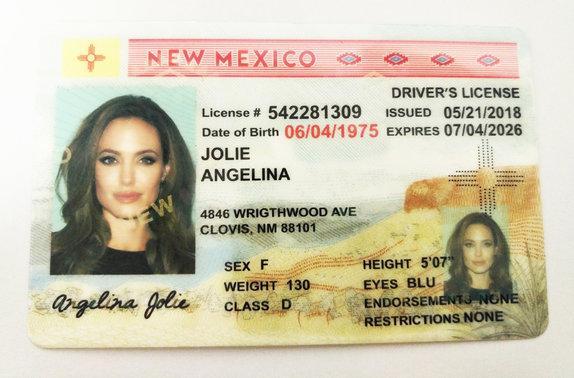 NEW MEXICO
DRIVER'S LICENSE
License # 542281309 ISSUED 05/21/2018
Date of Birth 06/04/1975 EXPIRES 07/04/2026
JOLIE
ANGELINA
4846 WRIGTHWOOD AVE
CLOVIS, NM 88101
SEX F HEIGHT 5'07"
WEIGHT 130 EYES BLU
CLASS D ENDORSEMENTS NONE
RESTRICTIONS NONE
Angelina Jolie
NEW